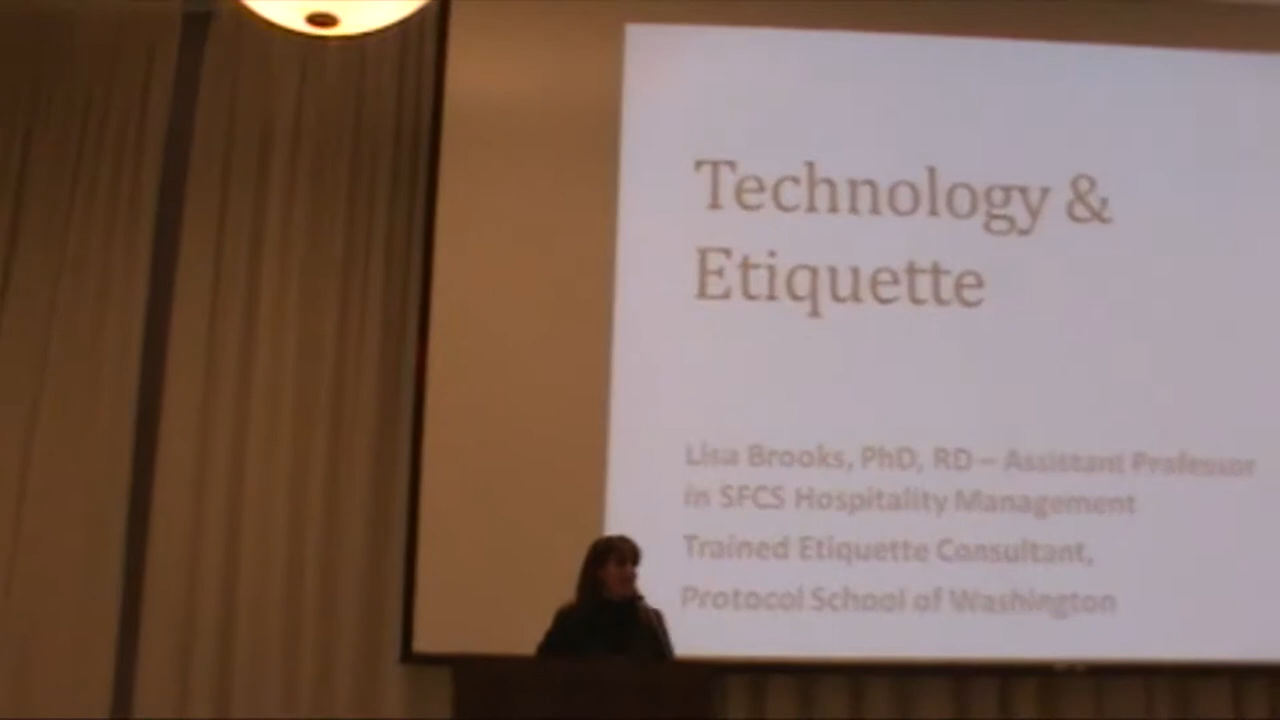 Technology &
Etiquette
Lisa Brooks, PhD, RD – Assistant Professor
in SFCS Hospitality Management
Trained Etiquette Consultant,
Protocol School of Washington